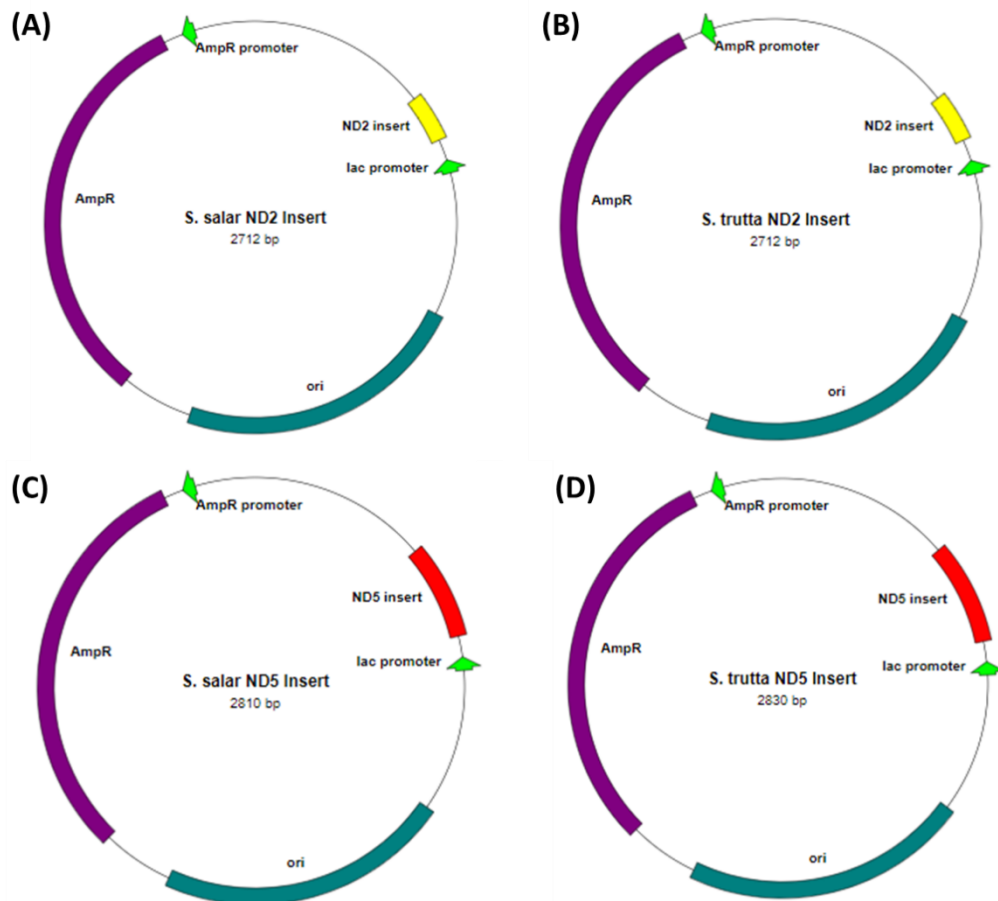 (A)
AmpR promoter
ND2 insert
lac promoter
AmpR
S. salar ND2 Insert
2712 bp
ori
(B)
AmpR promoter
ND2 insert
lac promoter
AmpR
S. trutta ND2 Insert
2712 bp
ori
(C)
AmpR promoter
ND5 insert
AmpR
lac promoter
S. salar ND5 Insert
2810 bp
ori
(D)
AmpR promoter
ND5 insert
AmpR
lac promoter
S. trutta ND5 Insert
2830 bp
ori